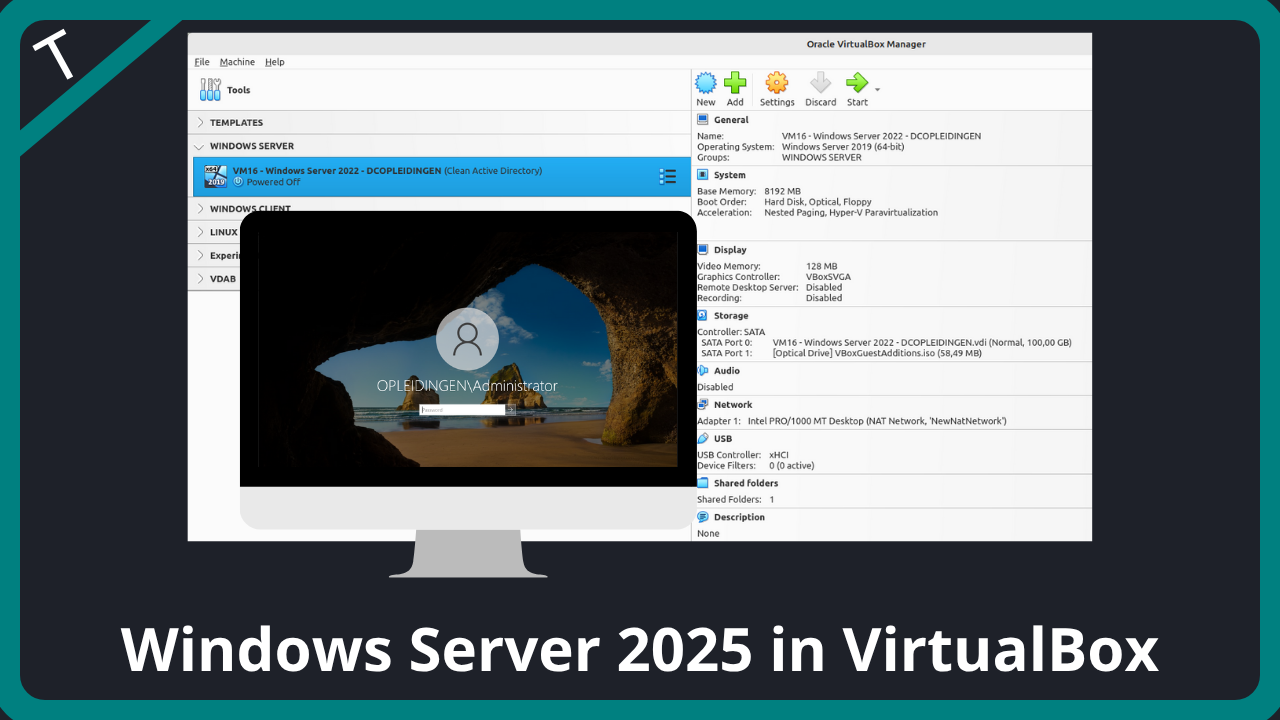 T
Oracle VirtualBox Manager
File Machine Help
Tools
New Add Settings Discard Start
TEMPLATES
WINDOWS SERVER
x64
2019
VM16 - Windows Server 2022 - DCOPLEIDINGEN (Clean Active Directory)
Powered Off
WINDOWS CLIENT
LINUX
Experi
VDAB
General
Name: VM16 - Windows Server 2022 - DCOPLEIDINGEN
Operating System: Windows Server 2019 (64-bit)
Groups: WINDOWS SERVER
System
Base Memory: 8192 MB
Boot Order: Hard Disk, Optical, Floppy
Acceleration: Nested Paging, Hyper-V Paravirtualization
Display
Video Memory: 128 MB
Graphics Controller: VBoxSVGA
Remote Desktop Server: Disabled
Recording: Disabled
Storage
Controller: SATA
SATA Port 0: VM16 - Windows Server 2022 - DCOPLEIDINGEN.vdi (Normal, 100,00 GB)
SATA Port 1: [Optical Drive] VBoxGuestAdditions.iso (58,49 MB)
Audio
Disabled
Network
Adapter 1: Intel PRO/1000 MT Desktop (NAT Network, 'NewNatNetwork')
USB
USB Controller: xHCI
Device Filters: 0 (0 active)
Shared folders
Shared Folders: 1
Description
None
OPLEIDINGEN\Administrator
Password
Windows Server 2025 in VirtualBox